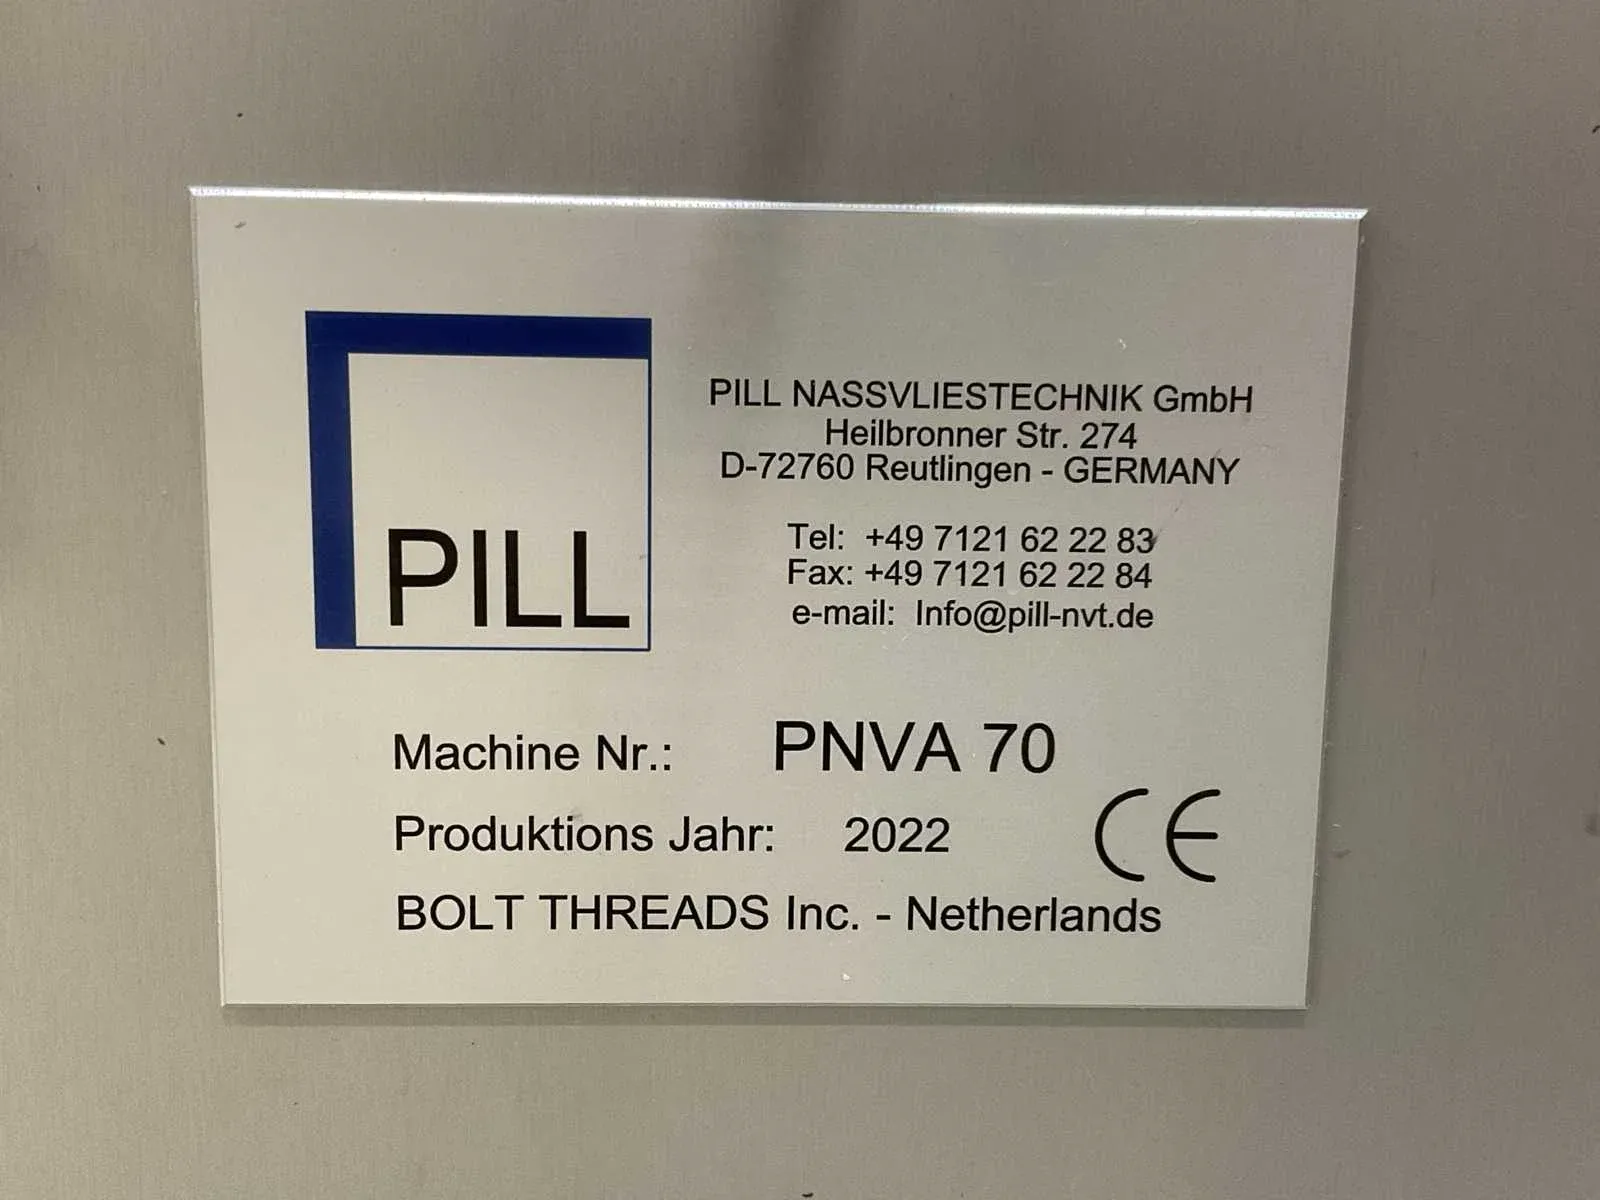 PILL
PILL NASSVLIESTECHNIK GmbH
Heilbronner Str. 274
D-72760 Reutlingen - GERMANY
Tel: +49 7121 62 22 83
Fax: +49 7121 62 22 84
e-mail: Info@pill-nvt.de
Machine Nr.: PNVA 70
Produktions Jahr: 2022 CE
BOLT THREADS Inc. - Netherlands